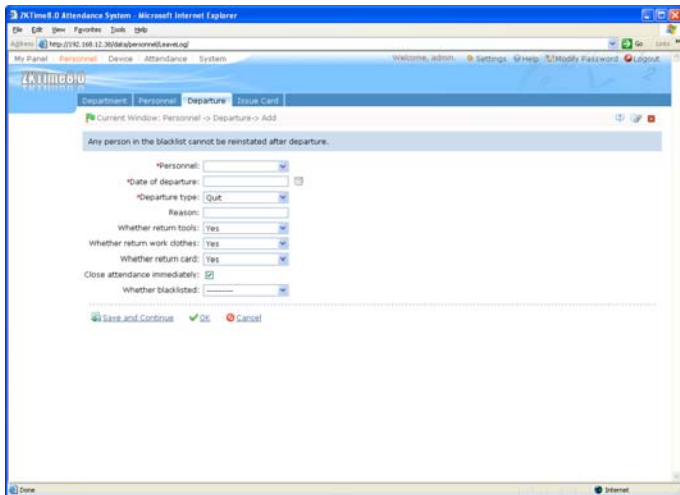 ZKTime8.0 Attendance System - Microsoft Internet Explorer
File Edit View Favorites Tools Help
Address http://192.168.12.30/data/personnel/LeaveLog/ Go Links »
My Panel Personnel Device Attendance System Welcome, admin. Settings Help Modify Password Logout
ZKTime8.0
Department Personnel Departure Issue Card
Current Window: Personnel -> Departure-> Add
Any person in the blacklist cannot be reinstated after departure.
*Personnel:
*Date of departure:
*Departure type: Quit
Reason:
Whether return tools: Yes
Whether return work clothes: Yes
Whether return card: Yes
Close attendance immediately:
Whether blacklisted: ---------
Save and Continue OK Cancel
Done Internet